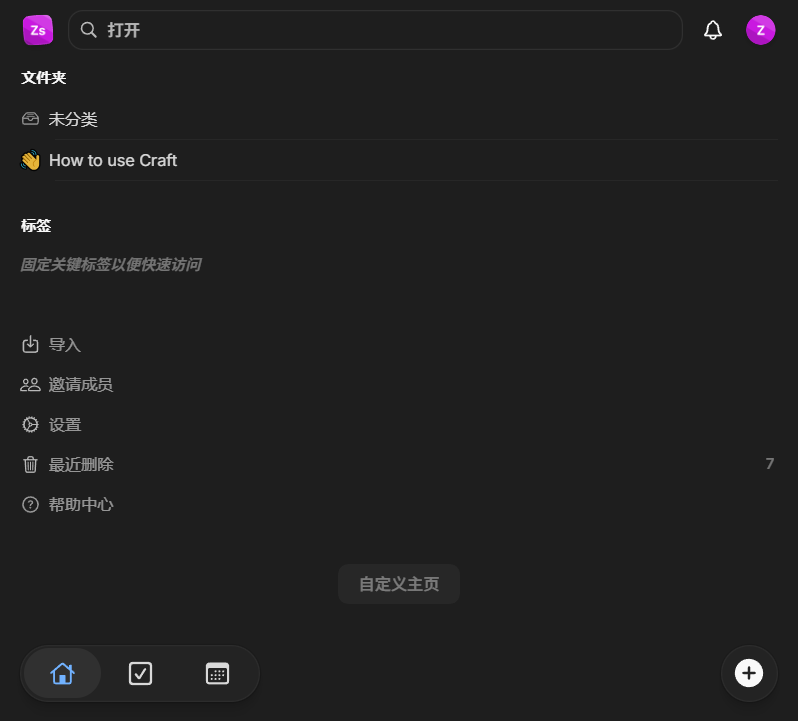 Zs
打开
Z
文件夹
未分类
How to use Craft
标签
固定关键标签以便快速访问
导入
邀请成员
设置
最近删除 7
帮助中心
自定义主页